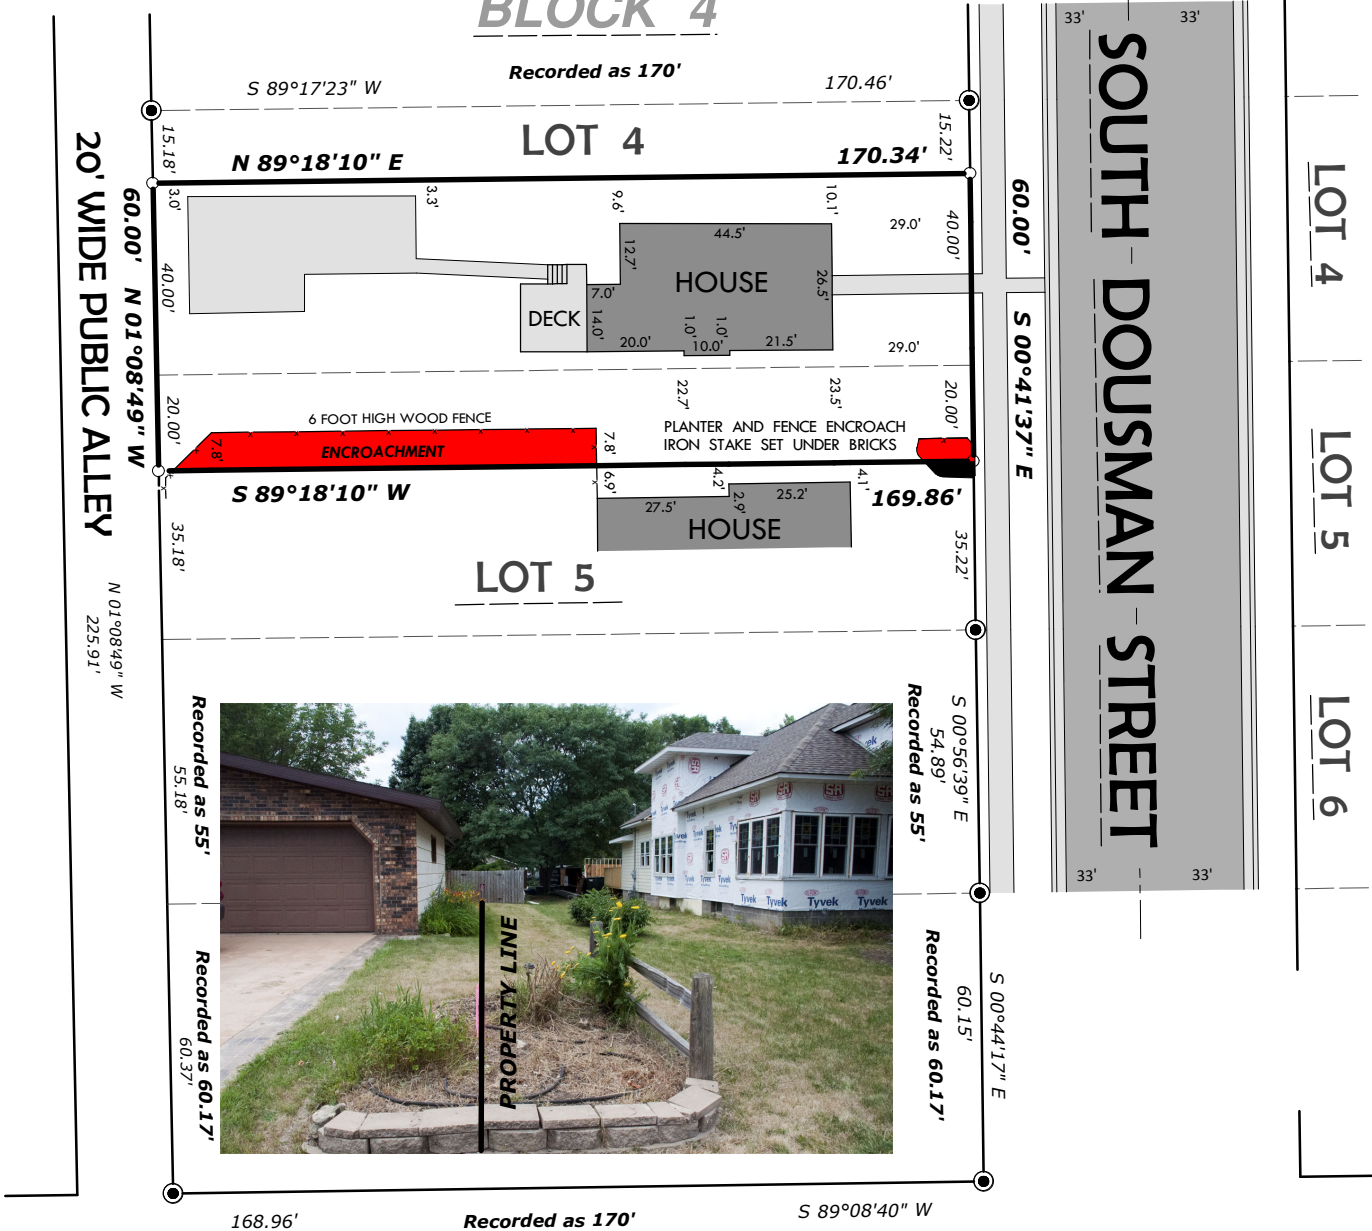 BLOCK 4
Recorded as 170'
S 89°17'23" W
170.46'
33'
33'
15.18'
LOT 4
15.22'
N 89°18'10" E
170.34'
20' WIDE PUBLIC ALLEY
60.00' N 01°08'49" W
3.0'
3.3'
9.6'
10.1'
29.0'
40.00'
60.00'
40.00'
44.5'
12.7'
HOUSE
26.5'
7.0'
DECK
14.0'
1.0'
1.0'
20.0'
10.0'
21.5'
29.0'
S 00°41'37" E
SOUTH DOUSMAN STREET
LOT 4
LOT 5
LOT 6
22.7'
23.5'
20.00'
20.00'
6 FOOT HIGH WOOD FENCE
PLANTER AND FENCE ENCROACH
IRON STAKE SET UNDER BRICKS
7.8'
ENCROACHMENT
7.8'
S 89°18'10" W
6.9'
4.2'
4.1'
169.86'
27.5'
2.9'
25.2'
HOUSE
35.18'
35.22'
LOT 5
N 01°08'49" W
225.91'
Recorded as 55'
55.18'
S 00°56'39" E
54.89'
Recorded as 55'
Tyvek
Tyvek
Tyvek
Tyvek
PROPERTY LINE
33'
33'
Recorded as 60.17'
60.37'
S 00°44'17" E
60.15'
Recorded as 60.17'
168.96'
Recorded as 170'
S 89°08'40" W